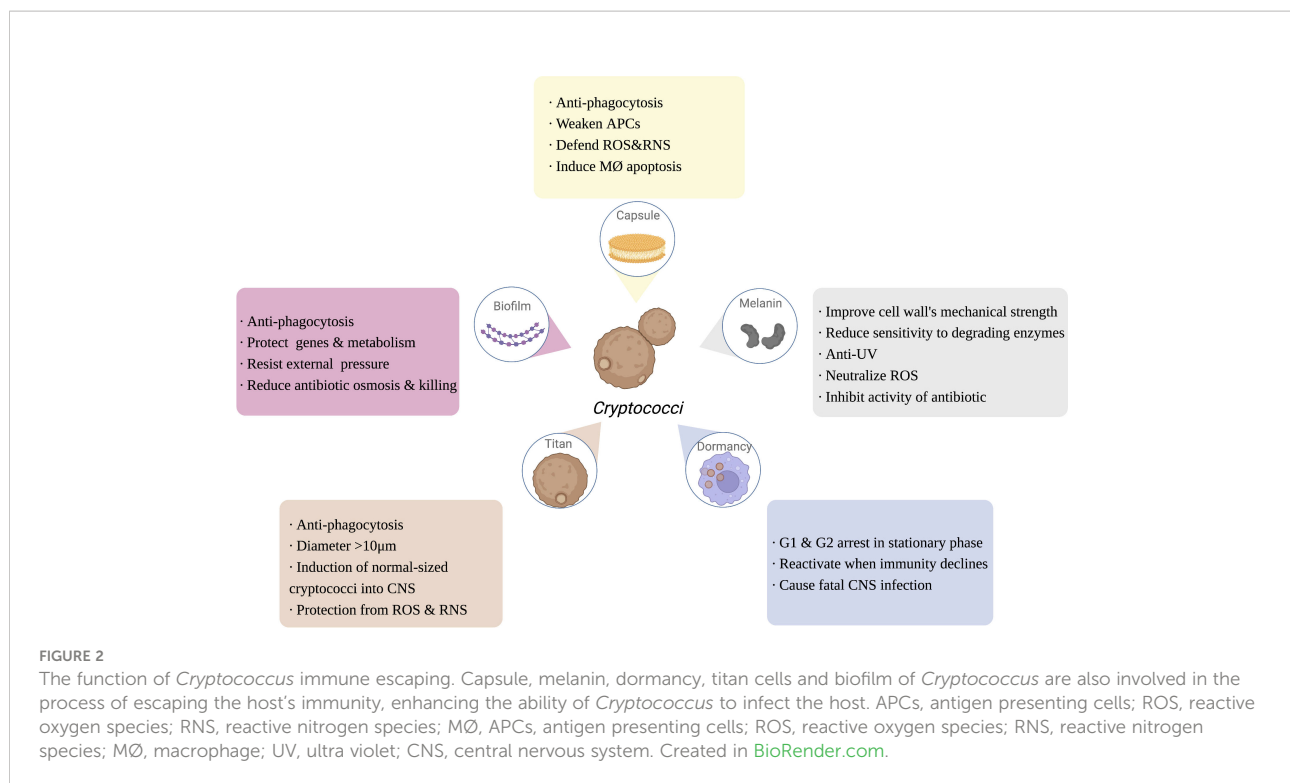 · Anti-phagocytosis
· Weaken APCs
· Defend ROS&RNS
· Induce MØ apoptosis
Capsule
Biofilm
· Anti-phagocytosis
· Protect genes & metabolism
· Resist external pressure
· Reduce antibiotic osmosis & killing
Melanin
· Improve cell wall's mechanical strength
· Reduce sensitivity to degrading enzymes
· Anti-UV
· Neutralize ROS
· Inhibit activity of antibiotic
Cryptococci
Titan
· Anti-phagocytosis
· Diameter >10μm
· Induction of normal-sized
cryptococci into CNS
· Protection from ROS & RNS
Dormancy
· G1 & G2 arrest in stationary phase
· Reactivate when immunity declines
· Cause fatal CNS infection
FIGURE 2
The function of Cryptococcus immune escaping. Capsule, melanin, dormancy, titan cells and biofilm of Cryptococcus are also involved in the
process of escaping the host's immunity, enhancing the ability of Cryptococcus to infect the host. APCs, antigen presenting cells; ROS, reactive
oxygen species; RNS, reactive nitrogen species; MØ, APCs, antigen presenting cells; ROS, reactive oxygen species; RNS, reactive nitrogen
species; MØ, macrophage; UV, ultra violet; CNS, central nervous system. Created in BioRender.com.